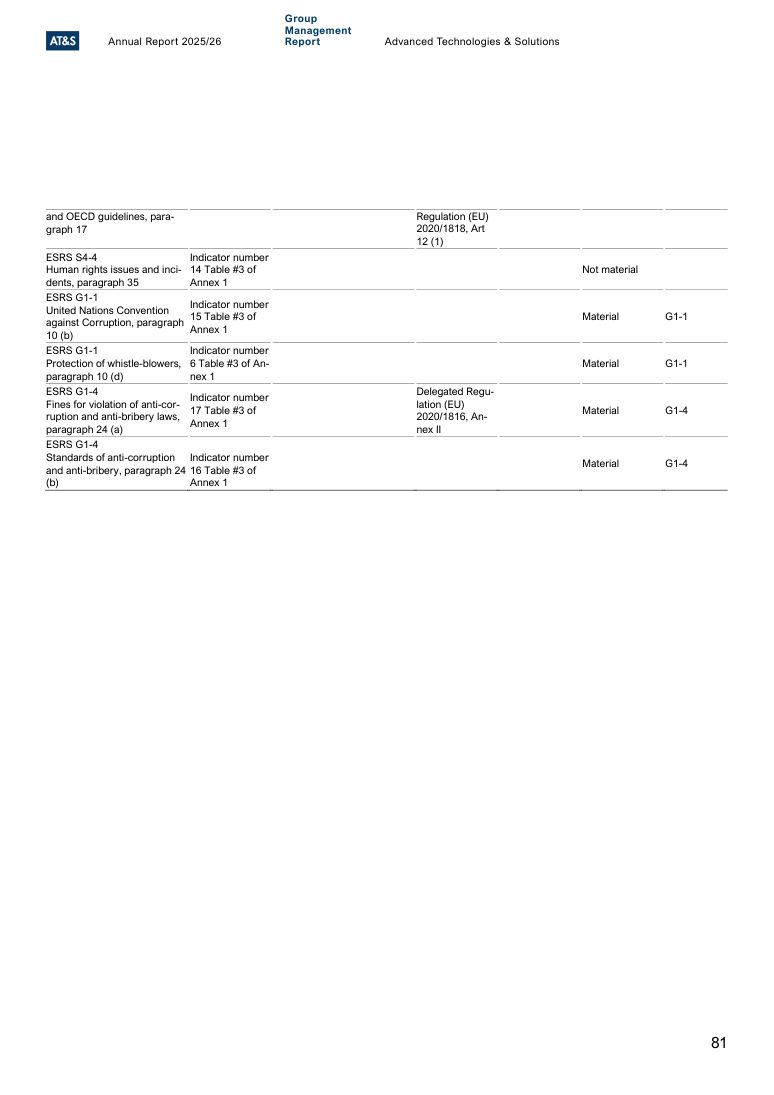 Group
Management
Report
AT&S
Annual Report 2025/26
Advanced Technologies & Solutions
and OECD guidelines, para-
graph 17
Regulation (EU)
2020/1818, Art
12 (1)
ESRS S4-4
Human rights issues and inci-
dents, paragraph 35
Indicator number
14 Table #3 of
Annex 1
Not material
ESRS G1-1
United Nations Convention
against Corruption, paragraph
10 (b)
Indicator number
15 Table #3 of
Annex 1
Material
G1-1
ESRS G1-1
Protection of whistle-blowers,
paragraph 10 (d)
Indicator number
6 Table #3 of An-
nex 1
Material
G1-1
ESRS G1-4
Fines for violation of anti-cor-
ruption and anti-bribery laws,
paragraph 24 (a)
Indicator number
17 Table #3 of
Annex 1
Delegated Regu-
lation (EU)
2020/1816, An-
nex II
Material
G1-4
ESRS G1-4
Standards of anti-corruption
and anti-bribery, paragraph 24
(b)
Indicator number
16 Table #3 of
Annex 1
Material
G1-4
81